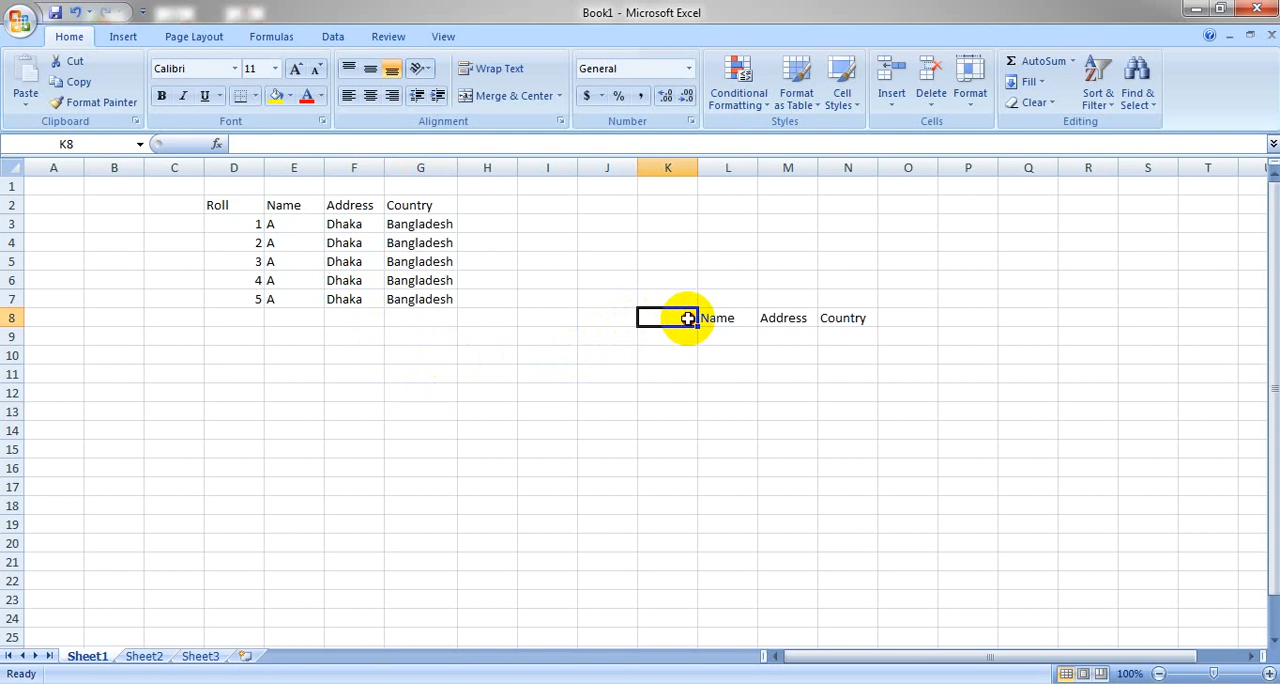 Book1 - Microsoft Excel
Home Insert Page Layout Formulas Data Review View
Paste Cut Copy Format Painter Clipboard
Calibri 11 A A B I U A Font
Wrap Text Merge & Center Alignment
General $ % , .0 .00 .00 .0 Number
Conditional Formatting Format as Table Cell Styles Styles
Insert Delete Format Cells
Σ AutoSum Fill Clear Sort & Filter Find & Select Editing
K8 fx
A B C D E F G H I J K L M N O P Q R S T
1
2 Roll Name Address Country
3 1 A Dhaka Bangladesh
4 2 A Dhaka Bangladesh
5 3 A Dhaka Bangladesh
6 4 A Dhaka Bangladesh
7 5 A Dhaka Bangladesh
8 Name Address Country
9
10
11
12
13
14
15
16
17
18
19
20
21
22
23
24
25
Sheet1 Sheet2 Sheet3
Ready 100%